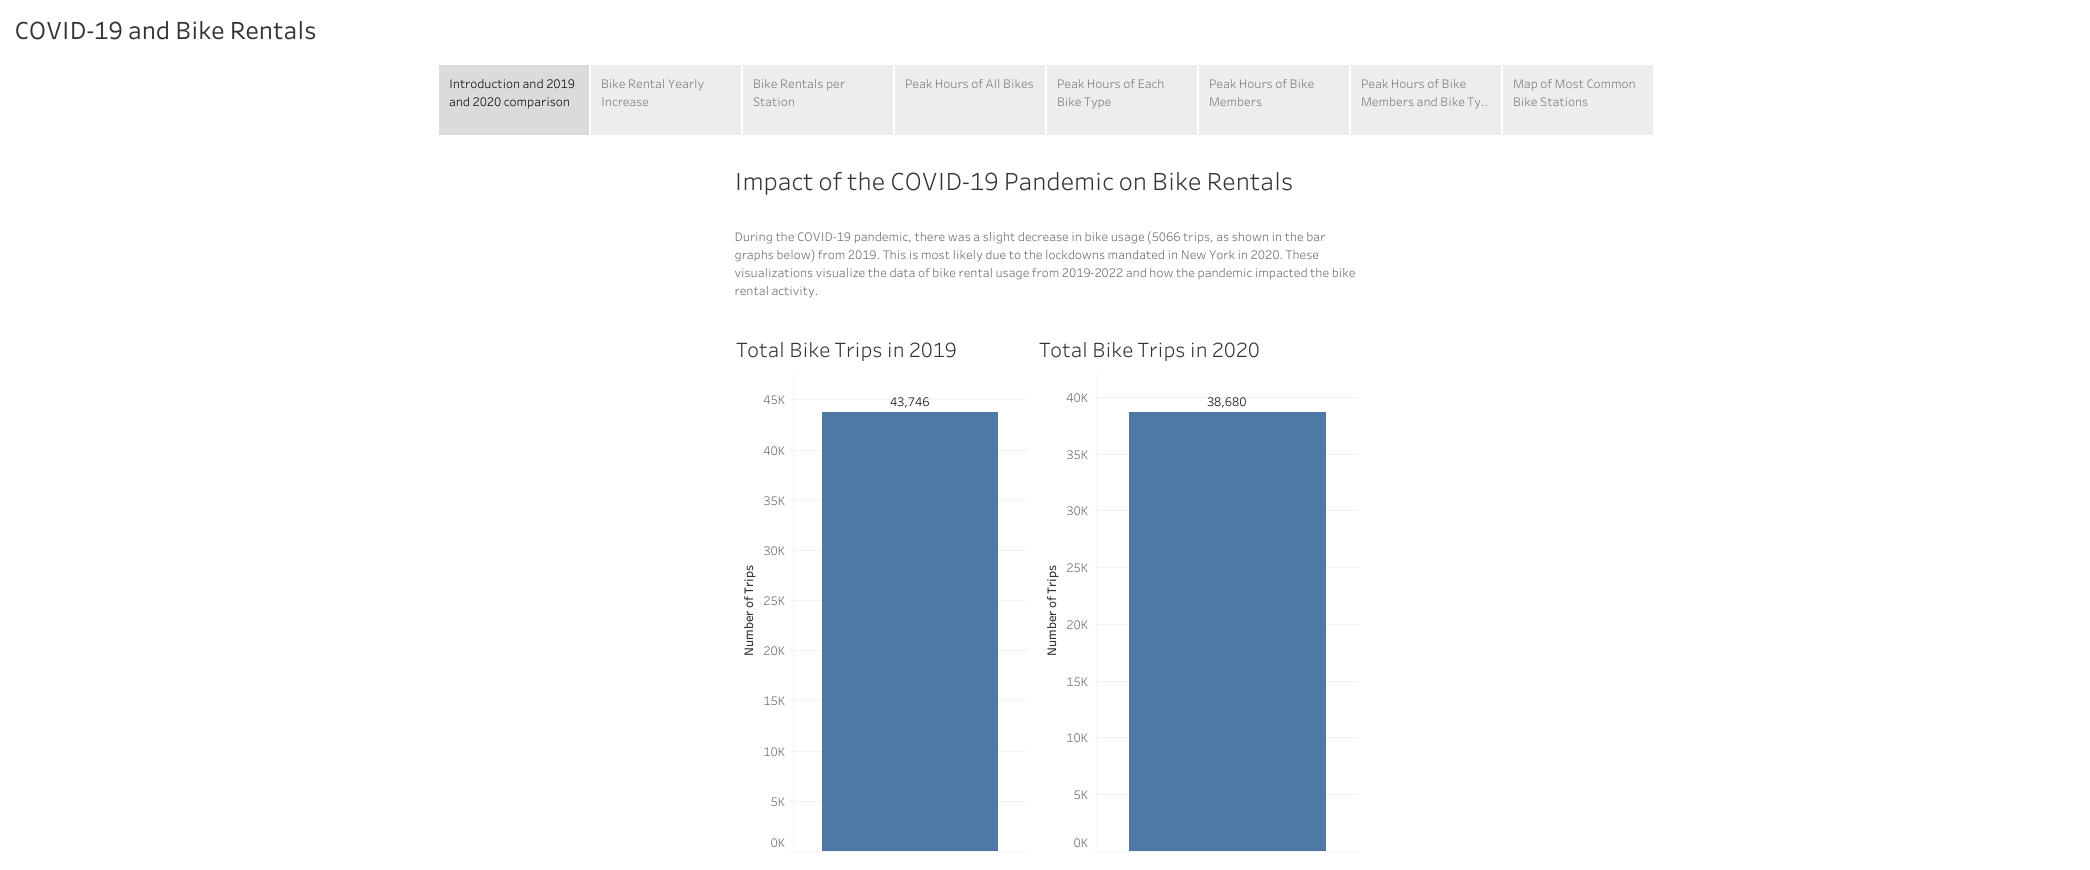 COVID-19 and Bike Rentals
Introduction and 2019
and 2020 comparison
Bike Rental Yearly
Increase
Bike Rentals per
Station
Peak Hours of All Bikes
Peak Hours of Each
Bike Type
Peak Hours of Bike
Members
Peak Hours of Bike
Members and Bike Ty..
Map of Most Common
Bike Stations
Impact of the COVID-19 Pandemic on Bike Rentals
During the COVID-19 pandemic, there was a slight decrease in bike usage (5066 trips, as shown in the bar
graphs below) from 2019. This is most likely due to the lockdowns mandated in New York in 2020. These
visualizations visualize the data of bike rental usage from 2019-2022 and how the pandemic impacted the bike
rental activity.
Total Bike Trips in 2019
43,746
45K
40K
35K
30K
25K
20K
15K
10K
5K
0K
Number of Trips
Total Bike Trips in 2020
38,680
40K
35K
30K
25K
20K
15K
10K
5K
0K
Number of Trips